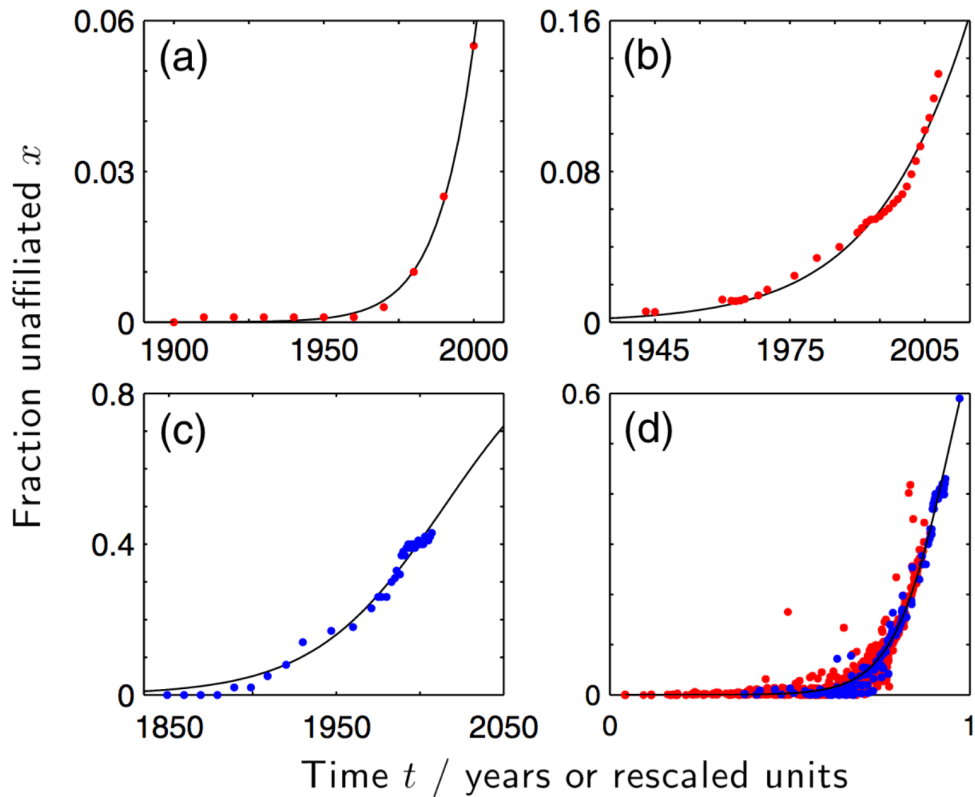 Fraction unaffiliated x
0.06
0.03
0
(a)
1900 1950 2000
0.16
0.08
0
(b)
1945 1975 2005
0.8
0.4
0
(c)
1850 1950 2050
0.6
0
(d)
0 1
Time t / years or rescaled units